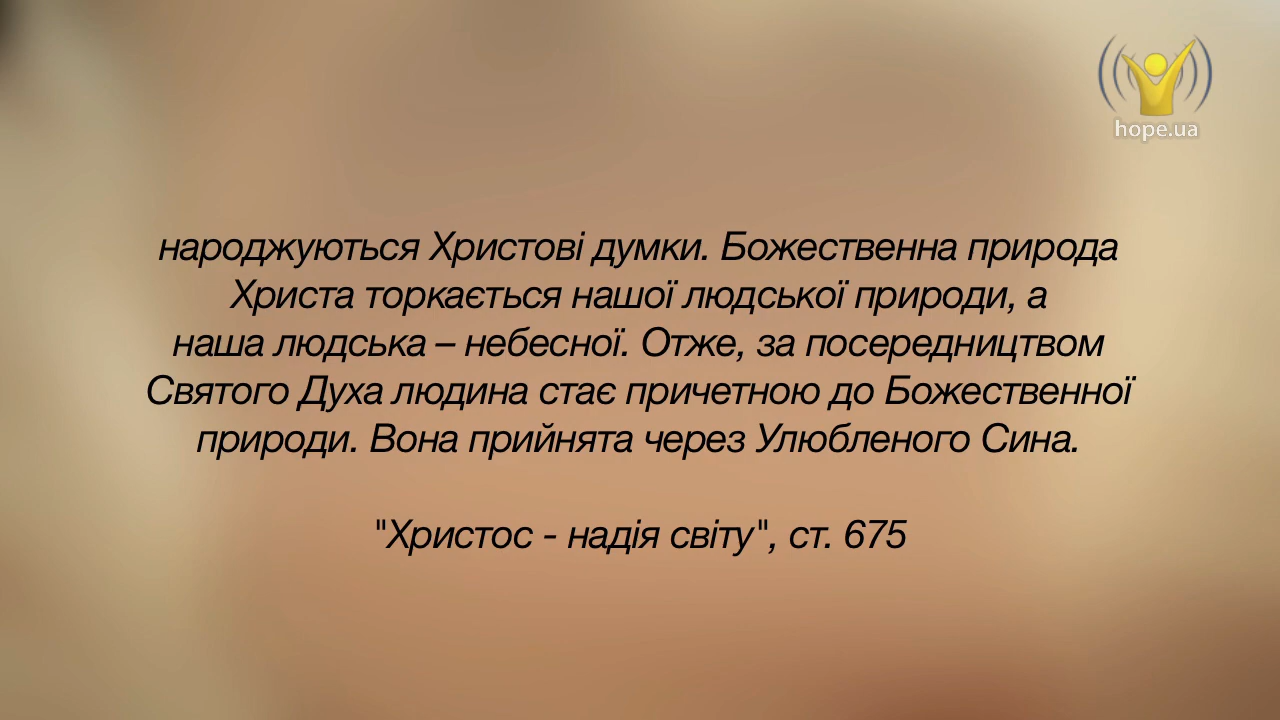 hope.ua
народжуються Христові думки. Божественна природа
Христа торкається нашої людської природи, а
наша людська – небесної. Отже, за посередництвом
Святого Духа людина стає причетною до Божественної
природи. Вона прийнята через Улюбленого Сина.
"Христос - надія світу", ст. 675